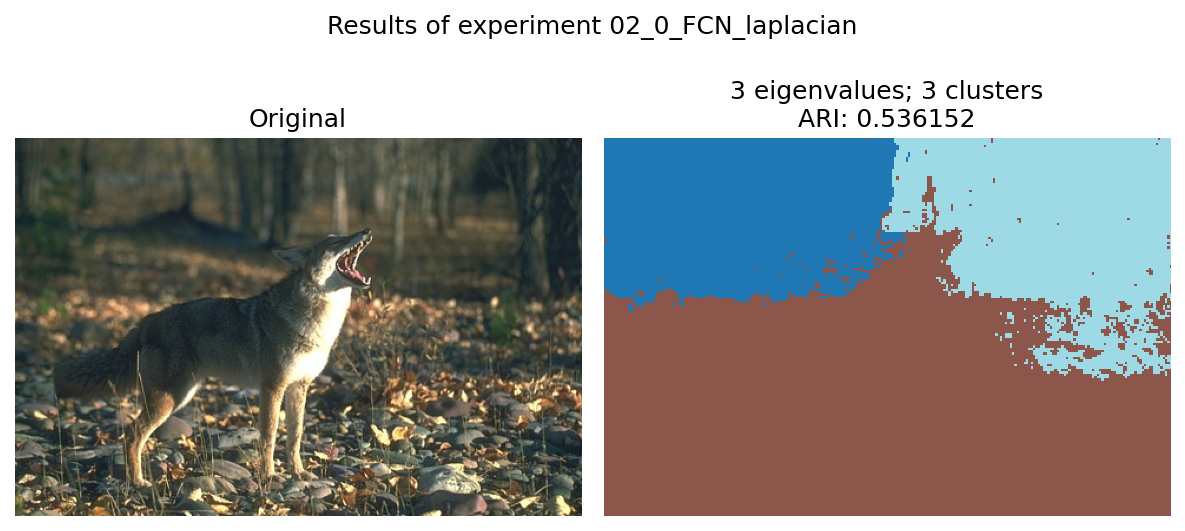 Results of experiment 02_0_FCN_laplacian
Original
3 eigenvalues; 3 clusters
ARI: 0.536152